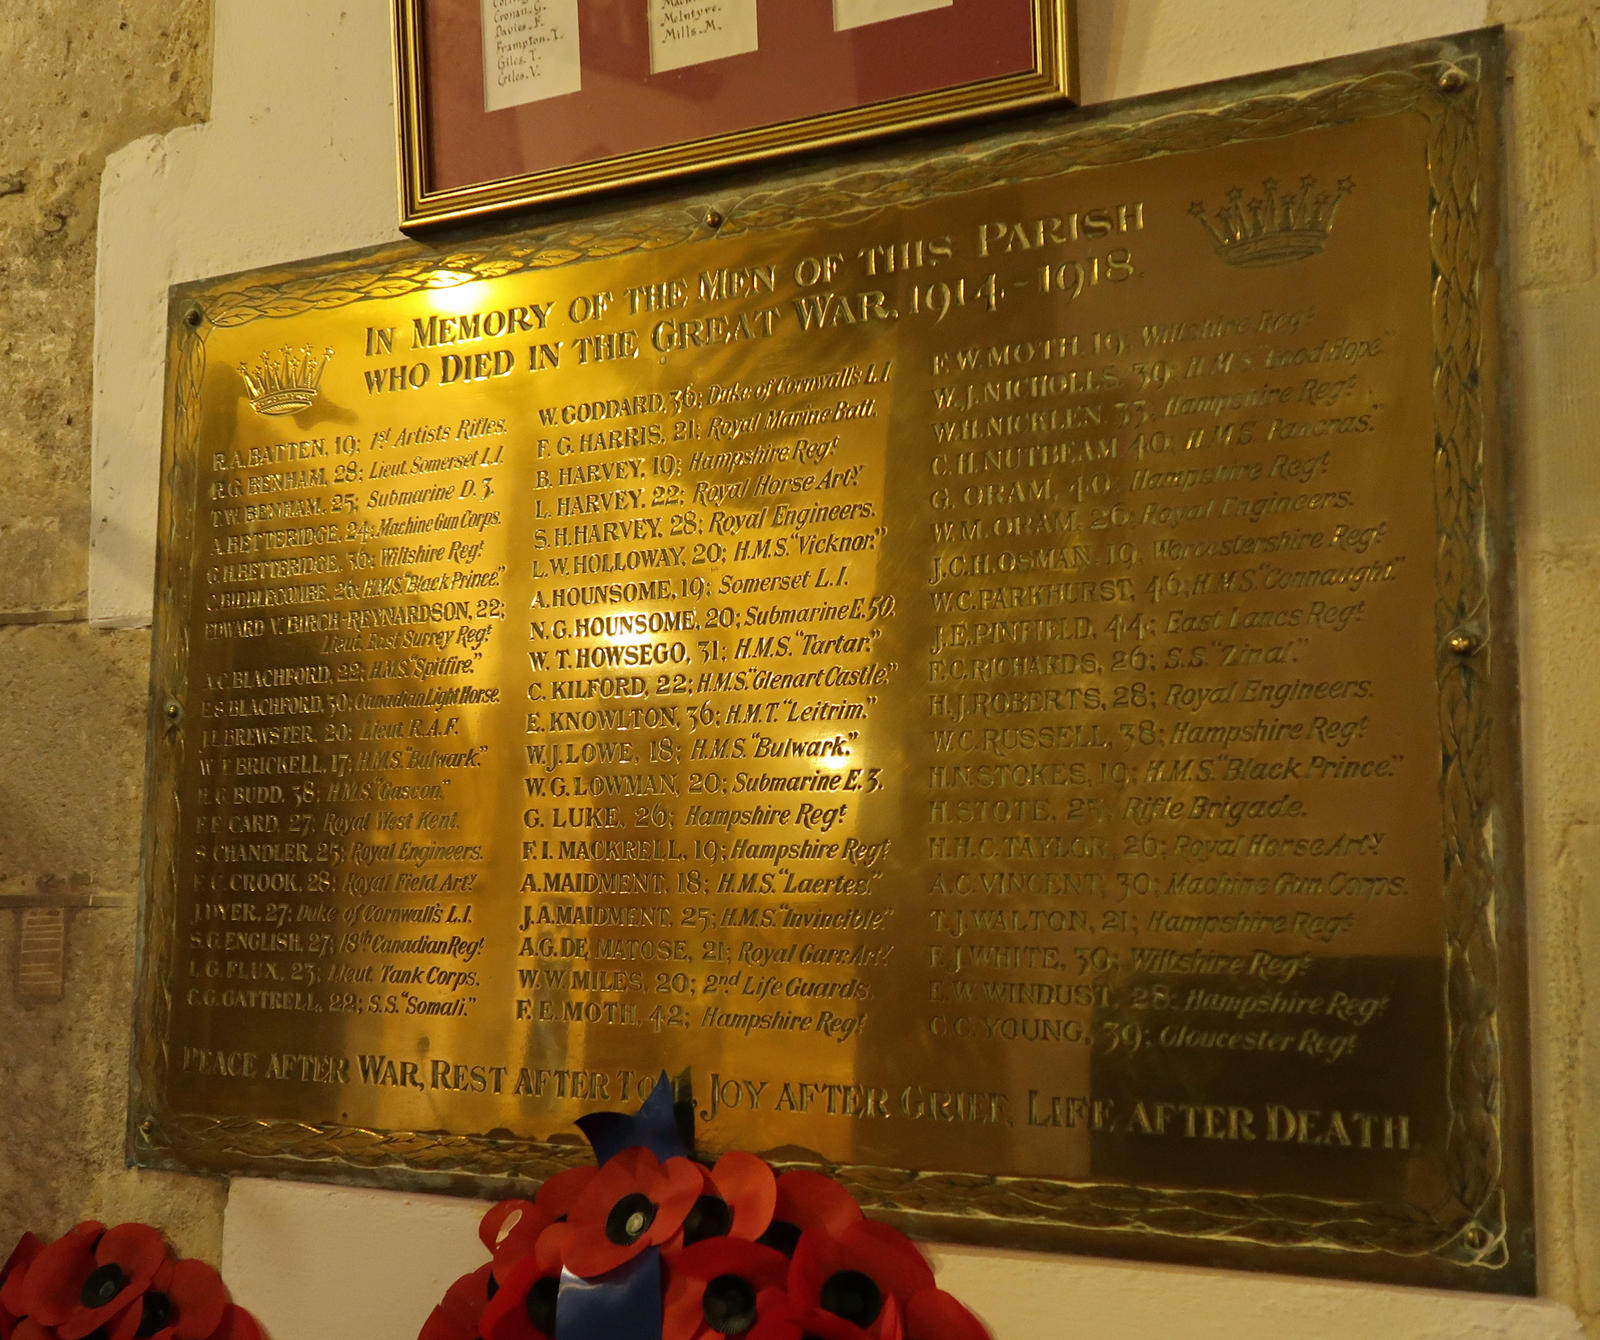 Cronan. G.
Davies. F.
Frampton. T.
Giles. T.
Giles. V.
McIntyre.
Mills. M.
IN MEMORY OF THE MEN OF THIS PARISH
WHO DIED IN THE GREAT WAR, 1914-1918.
R.A. BATTEN, 19; 1st Artists Rifles.
P.G. BENHAM, 28; Lieut. Somerset L.I.
T.W. BENHAM, 25; Submarine D. 3.
A. BETTERIDGE, 24; Machine Gun Corps.
G.H. BETTERIDGE, 36; Wiltshire Regt.
C. BIDDLECOMBE, 26; H.M.S. "Black Prince."
EDWARD V. BIRCH-REYNARDSON, 22;
Lieut. East Surrey Regt.
A.C. BLACHFORD, 22; H.M.S. "Spitfire."
E.S. BLACHFORD, 30; Canadian Light Horse.
J.L. BREWSTER, 20; Lieut. R.A.F.
BRICKELL, 17; H.M.S. "Bulwark."
BUDD, 38; H.M.S. "Gascon."
F.E. CARD, 27; Royal West Kent.
S. CHANDLER, 25; Royal Engineers.
F.C. CROOK, 28; Royal Field Arty.
J. DYER, 27; Duke of Cornwall's L.I.
S.G. ENGLISH, 27; 18th Canadian Regt.
L.G. FLUX, 23; Lieut. Tank Corps.
C.G. GATTRELL, 22; S.S. "Somali."
W. GODDARD, 36; Duke of Cornwall's L.I
F. G. HARRIS, 21; Royal Marine Batt.
B. HARVEY, 19; Hampshire Regt.
L. HARVEY, 22; Royal Horse Arty.
S. H. HARVEY, 28; Royal Engineers.
L.W. HOLLOWAY, 20; H.M.S. "Vicknor."
A. HOUNSOME, 19; Somerset L.I.
N.G. HOUNSOME, 20; Submarine E.50.
W. T. HOWSEGO, 31; H.M.S. "Tartar."
C. KILFORD, 22; H.M.S. "Glenart Castle."
E. KNOWLTON, 36; H.M.T. "Leitrim."
W.J. LOWE, 18; H.M.S. "Bulwark."
W.G. LOWMAN, 20; Submarine E. 3.
G. LUKE, 26; Hampshire Regt.
F.I. MACKRELL, 19; Hampshire Regt.
A. MAIDMENT, 18; H.M.S. "Laertes."
J.A. MAIDMENT, 25; H.M.S. "Invincible."
A.G. DE MATOSE, 21; Royal Garr. Arty.
W.W. MILES, 20; 2nd Life Guards.
F. E. MOTH, 42; Hampshire Regt.
F.W. MOTH, 19; Wiltshire Regt.
W.J. NICHOLLS, 39; H.M.S. "Good Hope."
W.H. NICKLEN, 33; Hampshire Regt.
C.H. NUTBEAM, 40; H.M.S. "Pancras."
G. ORAM, 40; Hampshire Regt.
W.M. ORAM, 26; Royal Engineers.
J.C.H. OSMAN, 19; Worcestershire Regt.
W.C. PARKHURST, 46; H.M.S. "Connaught."
J.E. PINFIELD, 44; East Lancs Regt.
F.C. RICHARDS, 26; S.S. "Zinal".
H.J. ROBERTS, 28; Royal Engineers.
W.C. RUSSELL, 38; Hampshire Regt.
H.N. STOKES, 19; H.M.S. "Black Prince."
H. STOTE, 25; Rifle Brigade.
H.H.C. TAYLOR, 26; Royal Horse Arty.
A.C. VINCENT, 30; Machine Gun Corps.
T.J. WALTON, 21; Hampshire Regt.
F.J. WHITE, 30; Wiltshire Regt.
E.W. WINDUST, 28; Hampshire Regt.
C.C. YOUNG, 39; Gloucester Regt.
PEACE AFTER WAR, REST AFTER TOIL, JOY AFTER GRIEF, LIFE AFTER DEATH.